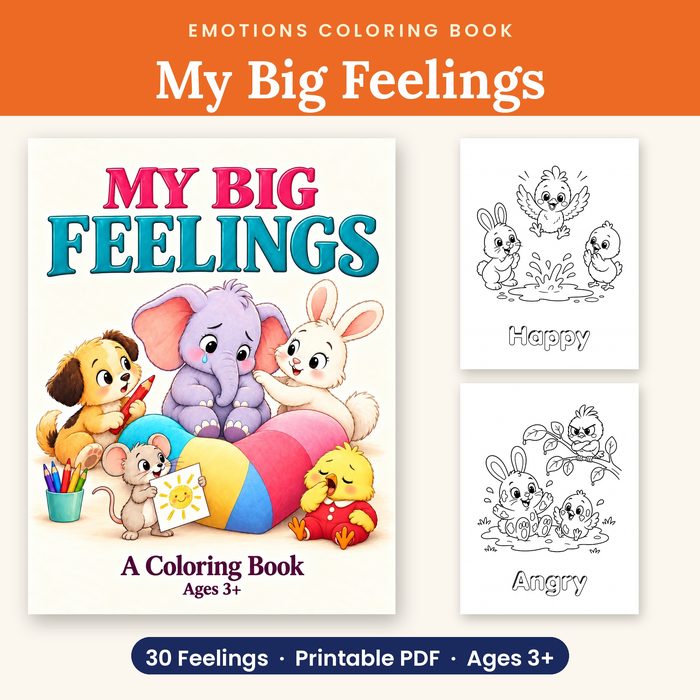 EMOTIONS COLORING BOOK
My Big Feelings
MY BIG
FEELINGS
A Coloring Book
Ages 3+
Happy
Angry
30 Feelings · Printable PDF · Ages 3+